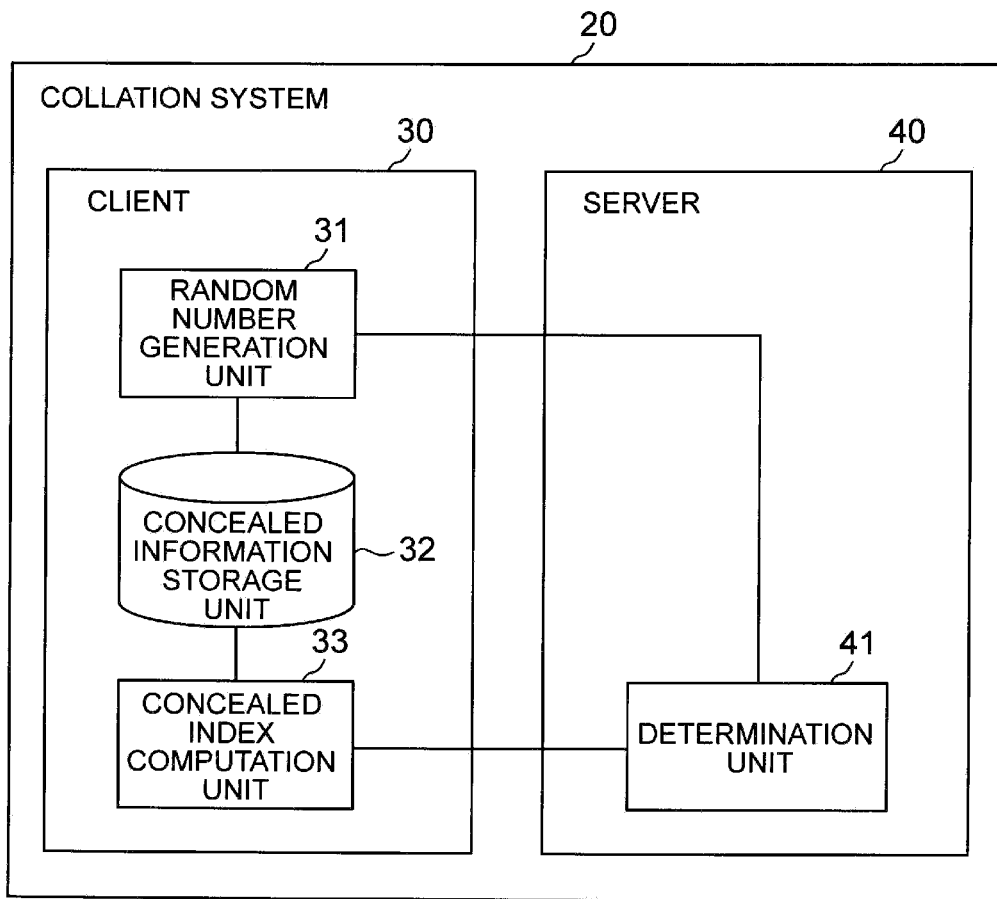 20
COLLATION SYSTEM
30
40
CLIENT
SERVER
31
RANDOM
NUMBER
GENERATION
UNIT
CONCEALED
INFORMATION
STORAGE
UNIT
32
33
41
CONCEALED
INDEX
COMPUTATION
UNIT
DETERMINATION
UNIT